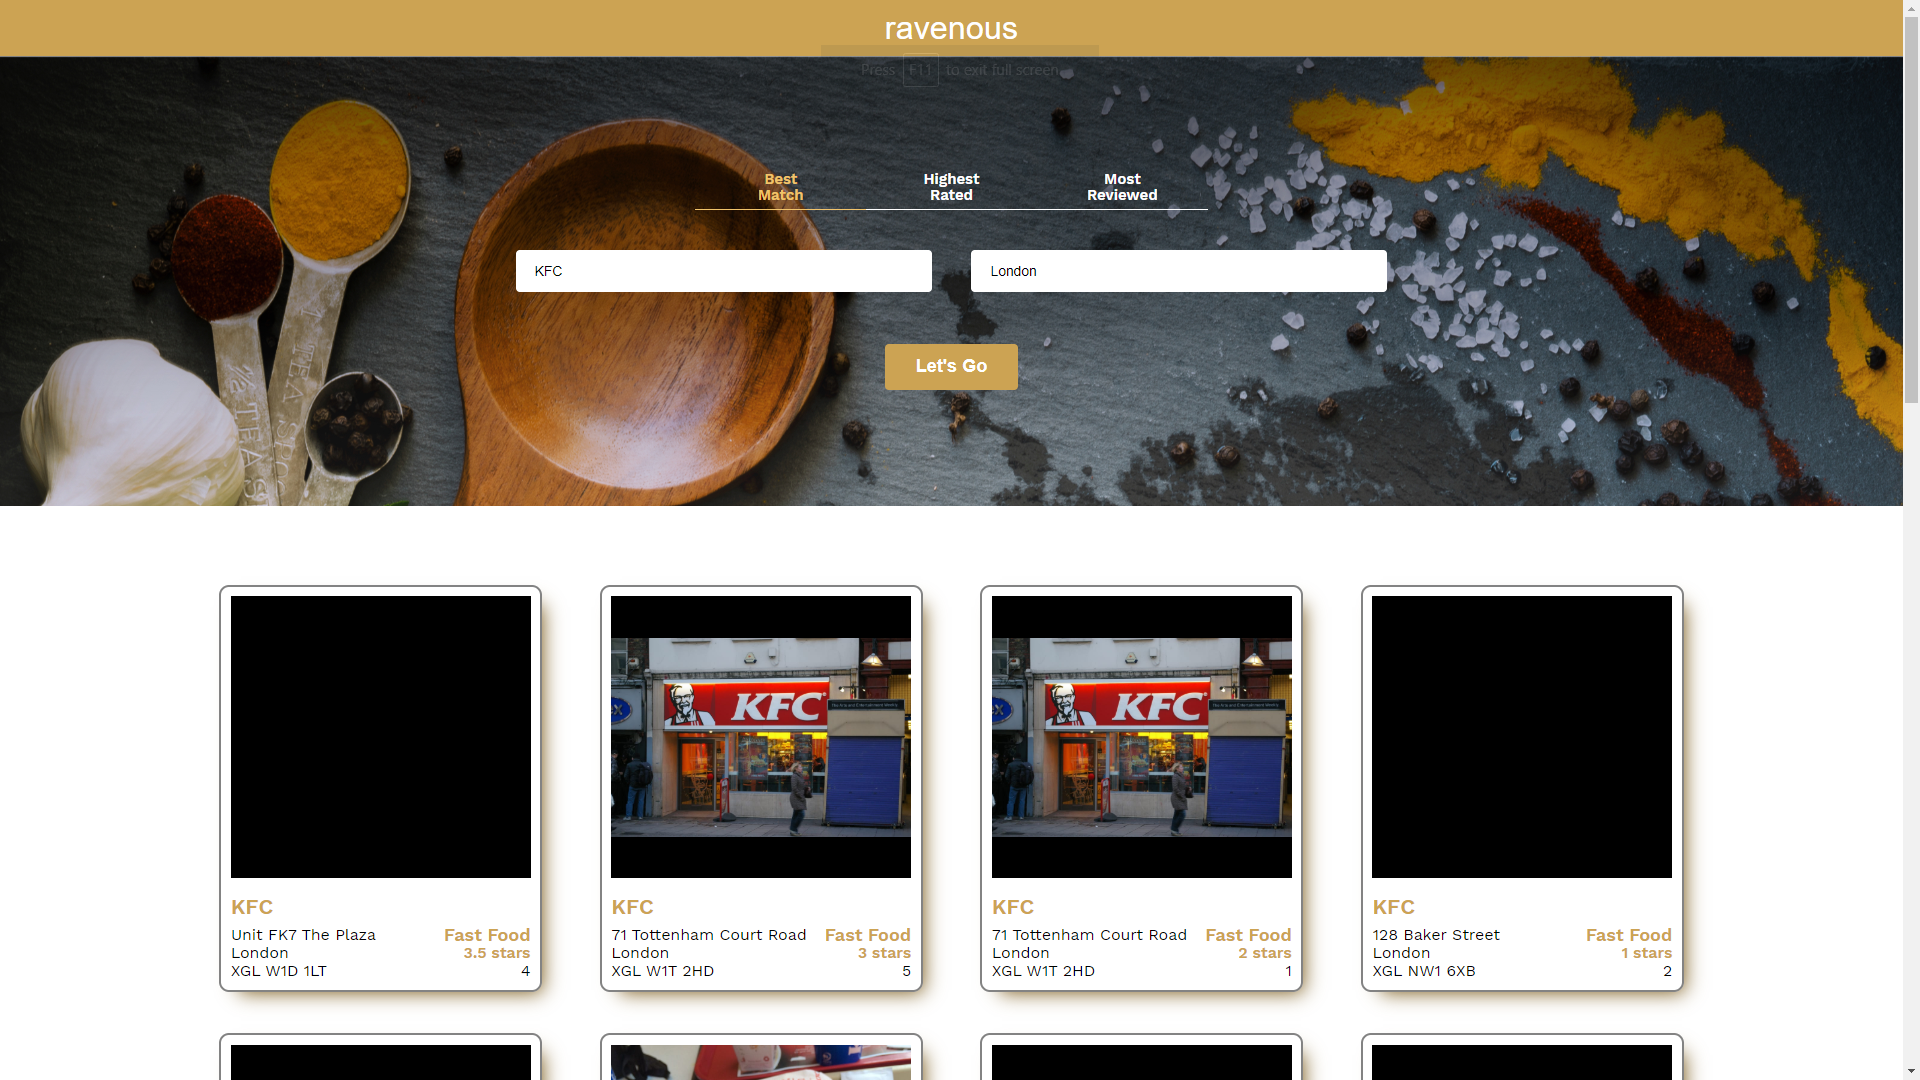 ravenous
Press F11 to exit full screen
Best Match
Highest Rated
Most Reviewed
KFC
London
Let's Go
KFC
KFC
KFC
Unit FK7 The Plaza
London
XGL W1D 1LT
Fast Food
3.5 stars
4
KFC
71 Tottenham Court Road
London
XGL W1T 2HD
Fast Food
3 stars
5
KFC
71 Tottenham Court Road
London
XGL W1T 2HD
Fast Food
2 stars
1
KFC
128 Baker Street
London
XGL NW1 6XB
Fast Food
1 stars
2